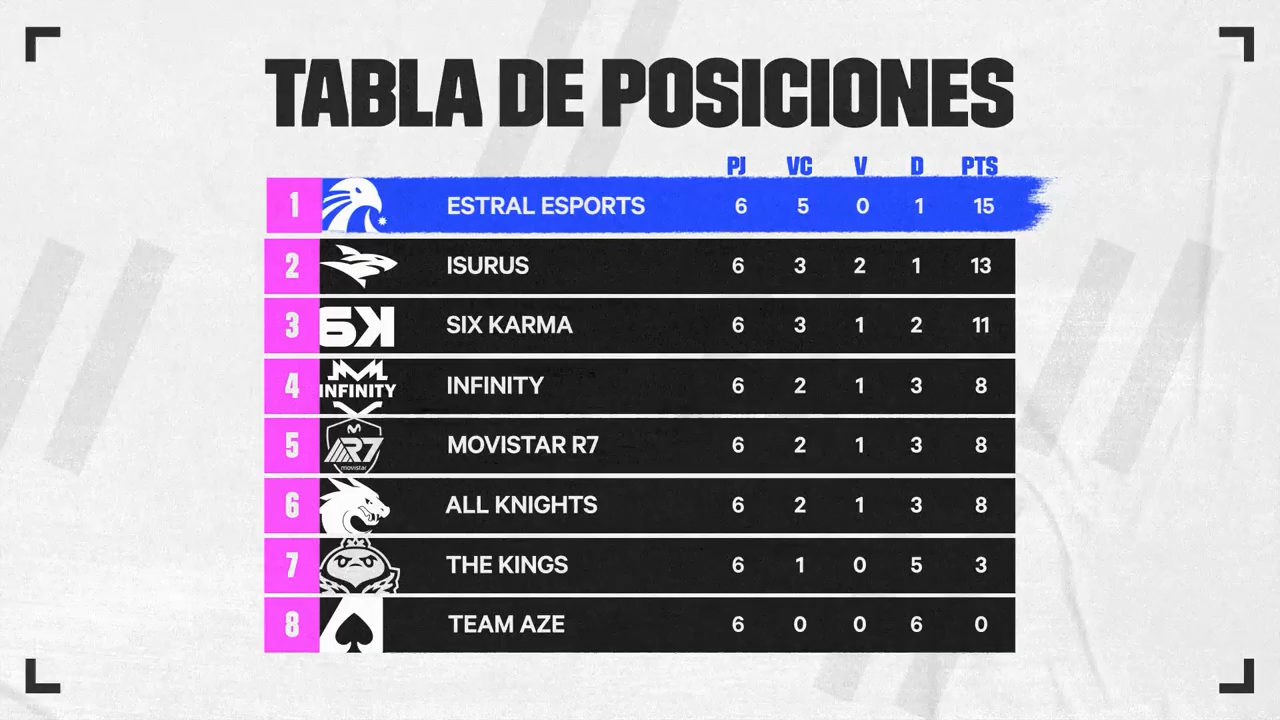 TABLA DE POSICIONES
PJ VC V D PTS
1 ESTRAL ESPORTS 6 5 0 1 15
2 ISURUS 6 3 2 1 13
3 6K SIX KARMA 6 3 1 2 11
4 INFINITY INFINITY 6 2 1 3 8
5 R7 movistar MOVISTAR R7 6 2 1 3 8
6 ALL KNIGHTS 6 2 1 3 8
7 THE KINGS 6 1 0 5 3
8 TEAM AZE 6 0 0 6 0